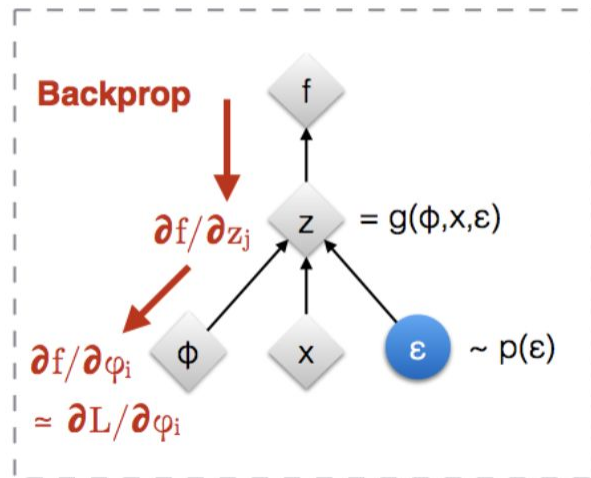 f
Backprop
∂f/∂zj
z
= g(ϕ,x,ε)
∂f/∂φi
≃ ∂L/∂φi
ϕ
x
ε
~ p(ε)